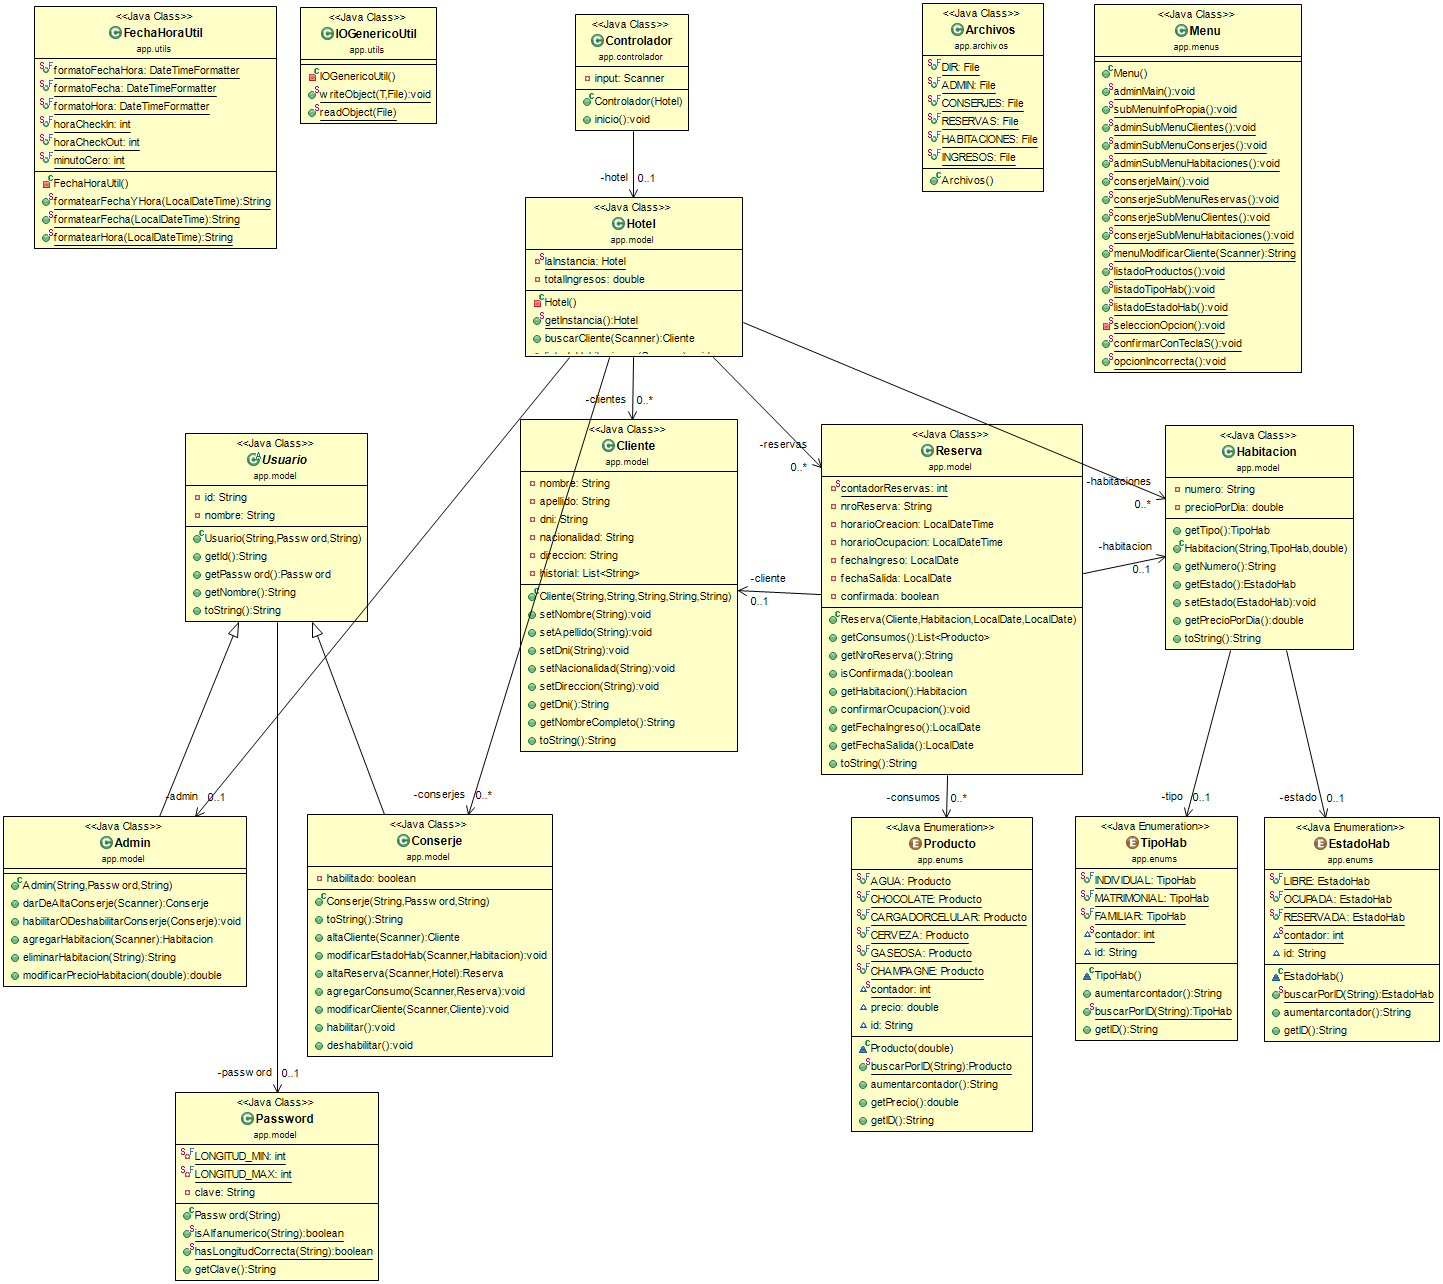 <<Java Class>>
FechaHoraUtil
app.utils
formatoFechaHora: DateTimeFormatter
formatoFecha: DateTimeFormatter
formatoHora: DateTimeFormatter
horaCheckIn: int
horaCheckOut: int
minutoCero: int
FechaHoraUtil()
formatearFechaYHora(LocalDateTime):String
formatearFecha(LocalDateTime):String
formatearHora(LocalDateTime):String
<<Java Class>>
IOGenericoUtil
app.utils
IOGenericoUtil()
writeObject(T,File):void
readObject(File)
<<Java Class>>
Controlador
app.controlador
input: Scanner
Controlador(Hotel)
inicio():void
<<Java Class>>
Archivos
app.archivos
DIR: File
ADMIN: File
CONSERJES: File
RESERVAS: File
HABITACIONES: File
INGRESOS: File
Archivos()
<<Java Class>>
Menu
app.menus
Menu()
adminMain():void
subMenuInfoPropia():void
adminSubMenuClientes():void
adminSubMenuConserjes():void
adminSubMenuHabitaciones():void
conserjeMain():void
conserjeSubMenuReservas():void
conserjeSubMenuClientes():void
conserjeSubMenuHabitaciones():void
menuModificarCliente(Scanner):String
listadoProductos():void
listadoTipoHab():void
listadoEstadoHab():void
seleccionOpcion():void
confirmarConTeclaS():void
opcionIncorrecta():void
-hotel 0..1
<<Java Class>>
Hotel
app.model
laInstancia: Hotel
totalIngresos: double
Hotel()
getInstancia():Hotel
buscarCliente(Scanner):Cliente
-clientes 0..*
-reservas
0..*
-habitaciones
0..*
<<Java Class>>
Usuario
app.model
id: String
nombre: String
Usuario(String,Password,String)
getId():String
getPassword():Password
getNombre():String
toString():String
<<Java Class>>
Cliente
app.model
nombre: String
apellido: String
dni: String
nacionalidad: String
direccion: String
historial: List<String>
Cliente(String,String,String,String,String)
setNombre(String):void
setApellido(String):void
setDni(String):void
setNacionalidad(String):void
setDireccion(String):void
getDni():String
getNombreCompleto():String
toString():String
-cliente
0..1
<<Java Class>>
Reserva
app.model
contadorReservas: int
nroReserva: String
horarioCreacion: LocalDateTime
horarioOcupacion: LocalDateTime
fechaIngreso: LocalDate
fechaSalida: LocalDate
confirmada: boolean
Reserva(Cliente,Habitacion,LocalDate,LocalDate)
getConsumos():List<Producto>
getNroReserva():String
isConfirmada():boolean
getHabitacion():Habitacion
confirmarOcupacion():void
getFechaIngreso():LocalDate
getFechaSalida():LocalDate
toString():String
-habitacion
0..1
<<Java Class>>
Habitacion
app.model
numero: String
precioPorDia: double
getTipo():TipoHab
Habitacion(String,TipoHab,double)
getNumero():String
getEstado():EstadoHab
setEstado(EstadoHab):void
getPrecioPorDia():double
toString():String
-admin 0..1
-conserjes 0..*
-consumos 0..*
-tipo 0..1
-estado 0..1
<<Java Class>>
Admin
app.model
Admin(String,Password,String)
darDeAltaConserje(Scanner):Conserje
habilitarODeshabilitarConserje(Conserje):void
agregarHabitacion(Scanner):Habitacion
eliminarHabitacion(String):String
modificarPrecioHabitacion(double):double
<<Java Class>>
Conserje
app.model
habilitado: boolean
Conserje(String,Password,String)
toString():String
altaCliente(Scanner):Cliente
modificarEstadoHab(Scanner,Habitacion):void
altaReserva(Scanner,Hotel):Reserva
agregarConsumo(Scanner,Reserva):void
modificarCliente(Scanner,Cliente):void
habilitar():void
deshabilitar():void
<<Java Enumeration>>
Producto
app.enums
AGUA: Producto
CHOCOLATE: Producto
CARGADORCELULAR: Producto
CERVEZA: Producto
GASEOSA: Producto
CHAMPAGNE: Producto
contador: int
precio: double
id: String
Producto(double)
buscarPorID(String):Producto
aumentarcontador():String
getPrecio():double
getID():String
<<Java Enumeration>>
TipoHab
app.enums
INDIVIDUAL: TipoHab
MATRIMONIAL: TipoHab
FAMILIAR: TipoHab
contador: int
id: String
TipoHab()
aumentarcontador():String
buscarPorID(String):TipoHab
getID():String
<<Java Enumeration>>
EstadoHab
app.enums
LIBRE: EstadoHab
OCUPADA: EstadoHab
RESERVADA: EstadoHab
contador: int
id: String
EstadoHab()
buscarPorID(String):EstadoHab
aumentarcontador():String
getID():String
-password 0..1
<<Java Class>>
Password
app.model
LONGITUD_MIN: int
LONGITUD_MAX: int
clave: String
Password(String)
isAlfanumerico(String):boolean
hasLongitudCorrecta(String):boolean
getClave():String